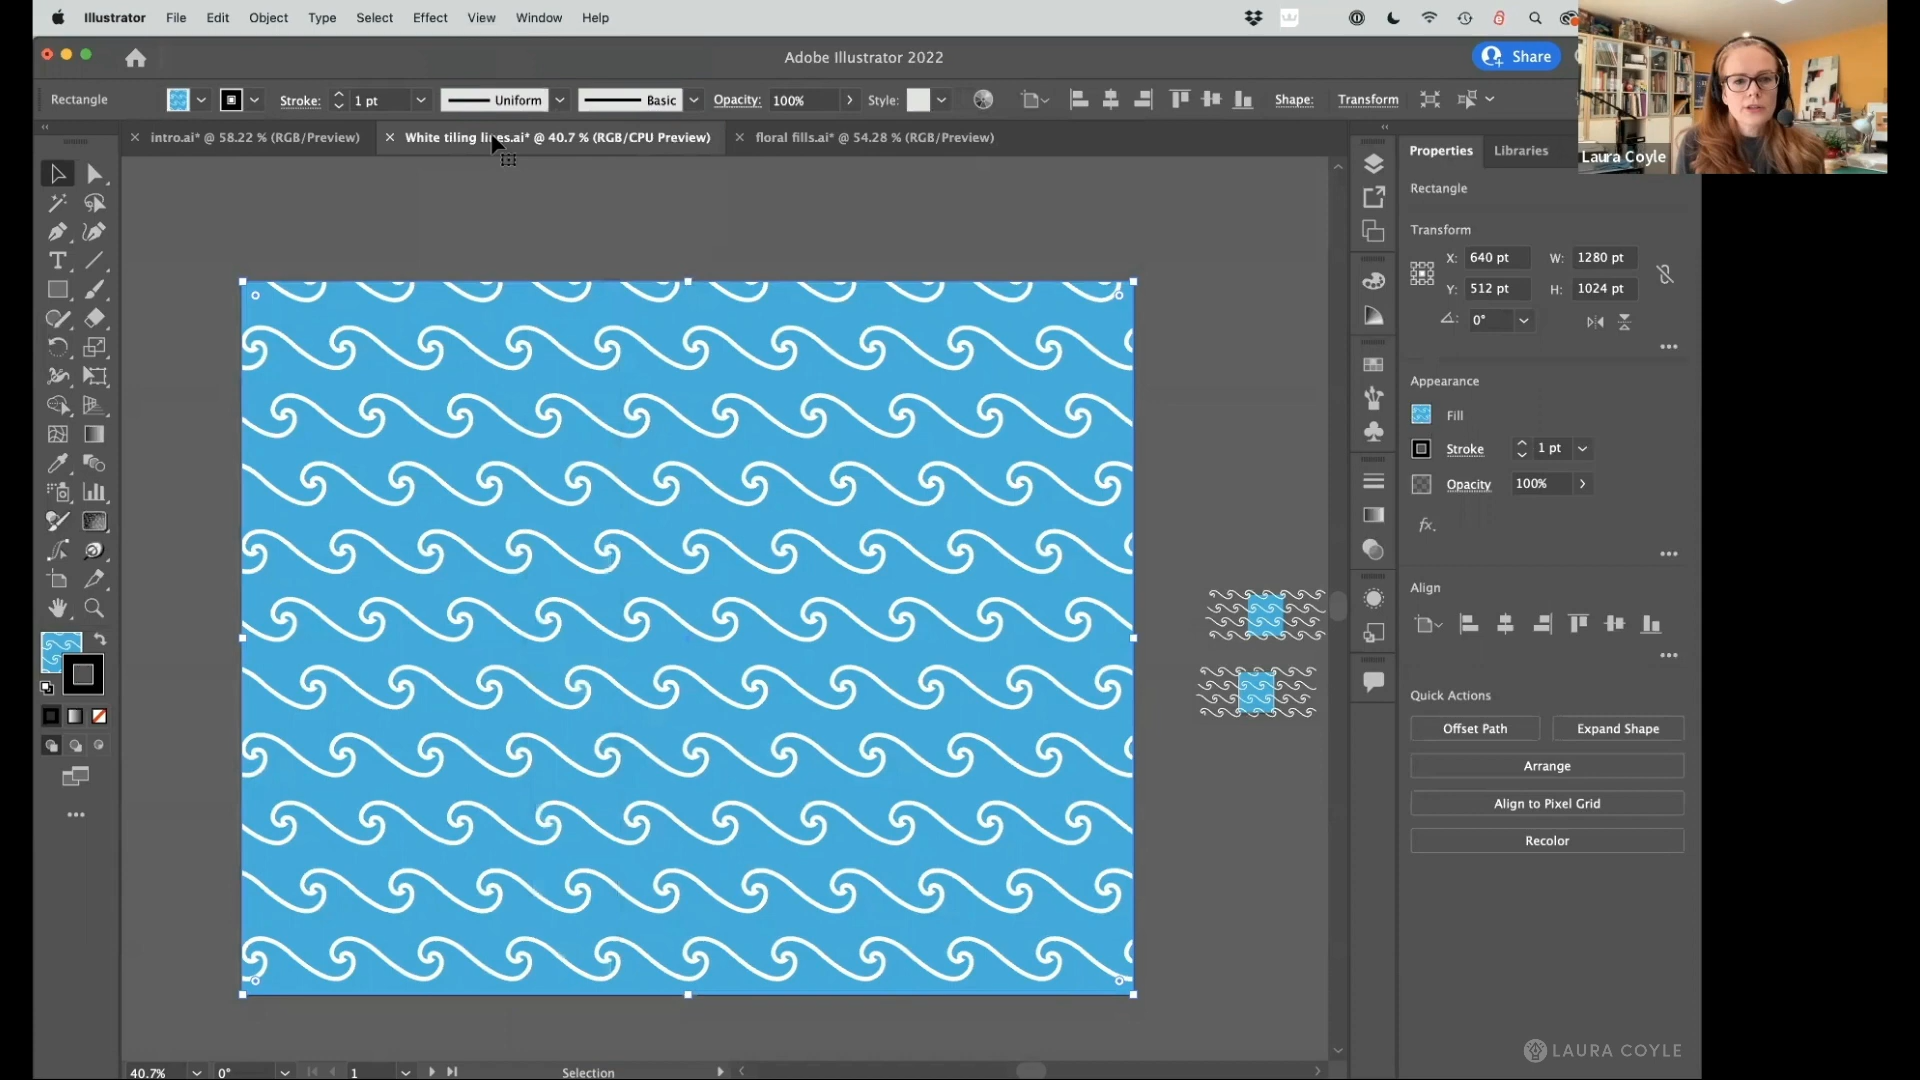 Illustrator File Edit Object Type Select Effect View Window Help
Adobe Illustrator 2022
Share
Rectangle Stroke: 1 pt Uniform Basic Opacity: 100% Style: Shape: Transform
intro.ai* @ 58.22 % (RGB/Preview) White tiling lines.ai* @ 40.7 % (RGB/CPU Preview) floral fills.ai* @ 54.28 % (RGB/Preview)
Laura Coyle
Properties Libraries
Rectangle
Transform
X: 640 pt W: 1280 pt
Y: 512 pt H: 1024 pt
0°
Appearance
Fill
Stroke 1 pt
Opacity 100%
fx.
Align
Quick Actions
Offset Path Expand Shape
Arrange
Align to Pixel Grid
Recolor
LAURA COYLE
40.7% 0° 1 Selection